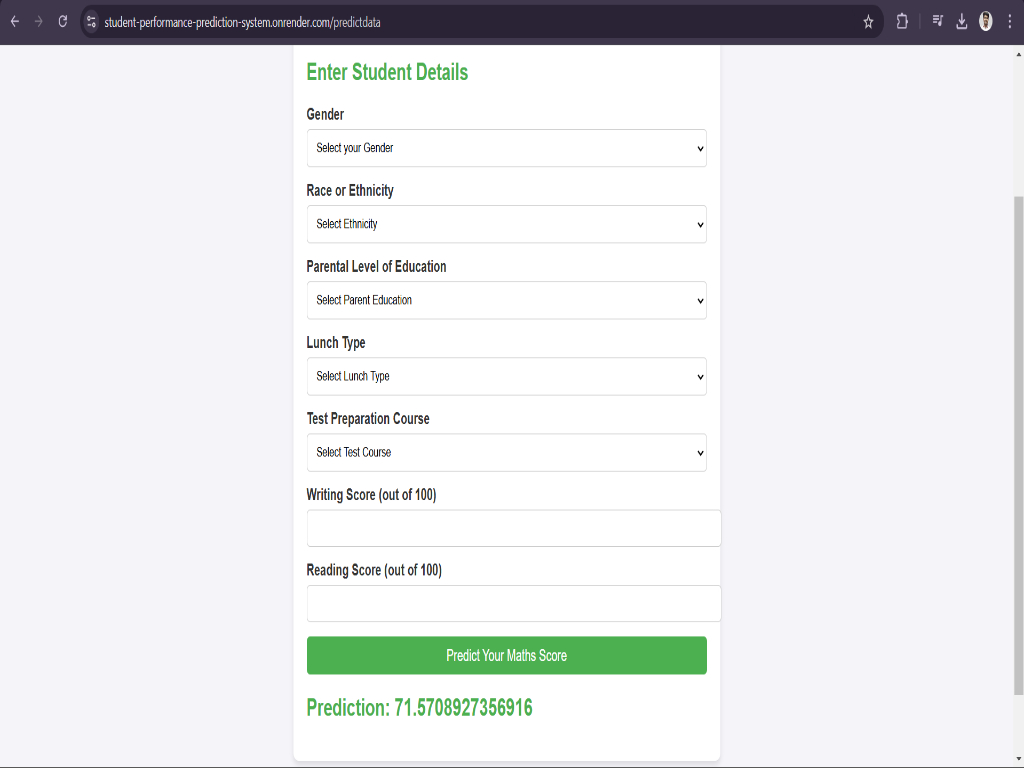 student-performance-prediction-system.onrender.com/predictdata
Enter Student Details
Gender
Select your Gender
Race or Ethnicity
Select Ethnicity
Parental Level of Education
Select Parent Education
Lunch Type
Select Lunch Type
Test Preparation Course
Select Test Course
Writing Score (out of 100)
Reading Score (out of 100)
Predict Your Maths Score
Prediction: 71.5708927356916